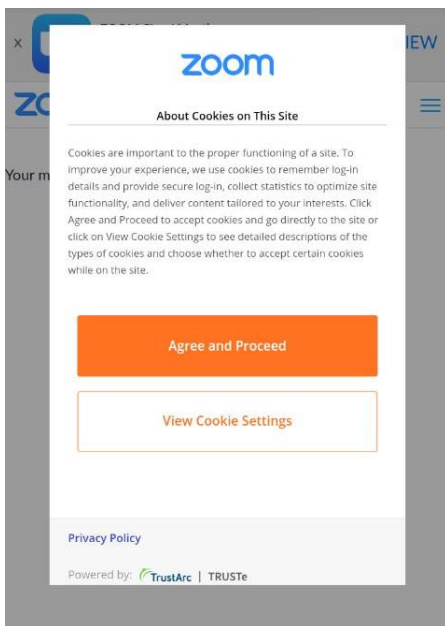 x
IEW
zoom
ZO
About Cookies on This Site
Cookies are important to the proper functioning of a site. To
improve your experience, we use cookies to remember log-in
details and provide secure log-in, collect statistics to optimize site
functionality, and deliver content tailored to your interests. Click
Agree and Proceed to accept cookies and go directly to the site or
click on View Cookie Settings to see detailed descriptions of the
types of cookies and choose whether to accept certain cookies
while on the site.
Your m
Agree and Proceed
View Cookie Settings
Privacy Policy
Powered by: TrustArc | TRUSTe